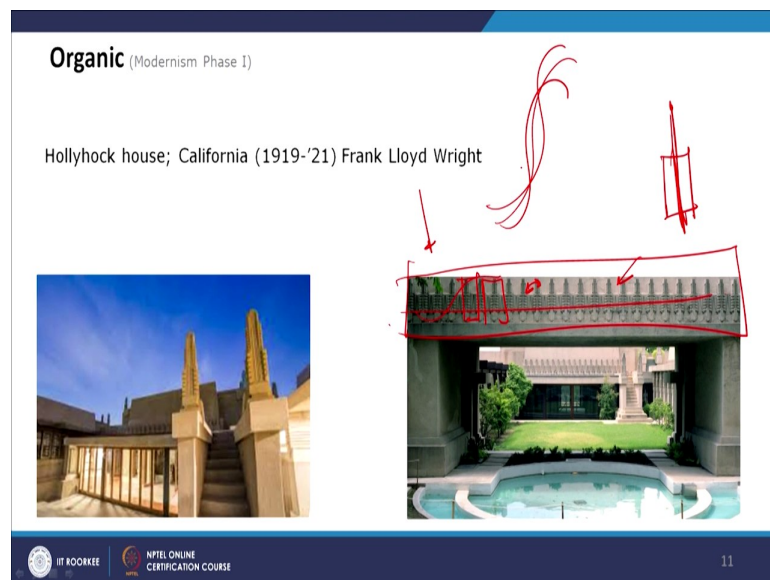 Organic (Modernism Phase I)
Hollyhock house; California (1919-'21) Frank Lloyd Wright
IIT ROORKEE
NPTEL ONLINE
CERTIFICATION COURSE
11